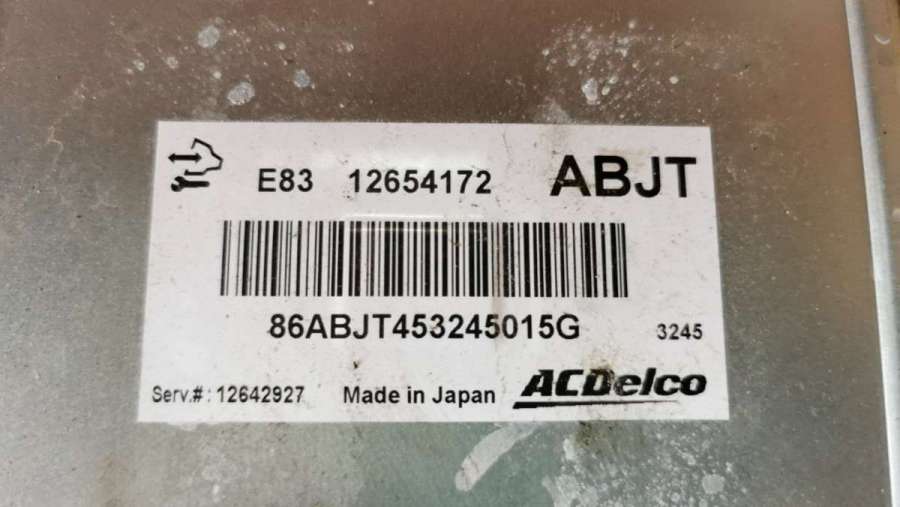 E83 12654172 ABJT
86ABJT453245015G 3245
Serv.#: 12642927 Made in Japan ACDelco